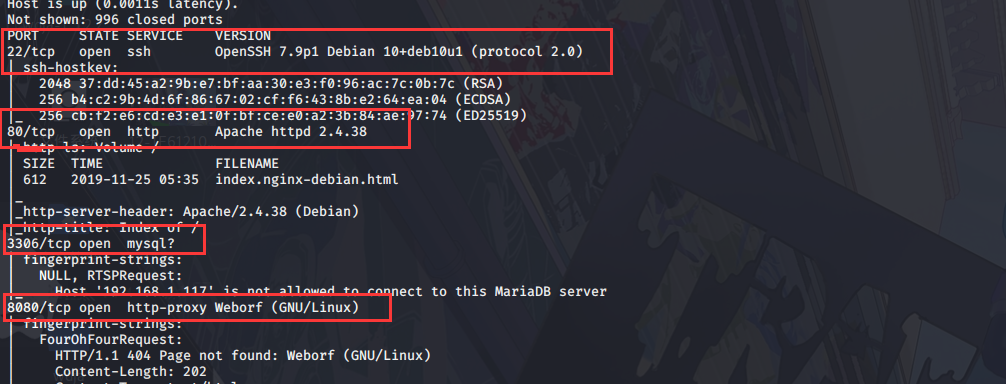 Host is up (0.0011s latency).
Not shown: 996 closed ports
PORT     STATE SERVICE    VERSION
22/tcp   open  ssh        OpenSSH 7.9p1 Debian 10+deb10u1 (protocol 2.0)
| ssh-hostkey:
|   2048 37:dd:45:a2:9b:e7:bf:aa:30:e3:f0:96:ac:7c:0b:7c (RSA)
|   256 b4:c2:9b:4d:6f:86:67:02:cf:f6:43:8b:e2:64:ea:04 (ECDSA)
|_  256 cb:f2:e6:cd:e3:e1:0f:bf:ce:e0:a2:3b:84:ae:97:74 (ED25519)
80/tcp   open  http       Apache httpd 2.4.38
| http-ls: Volume /
| SIZE  TIME              FILENAME
| 612   2019-11-25 05:35  index.nginx-debian.html
|_
|_http-server-header: Apache/2.4.38 (Debian)
|_http-title: Index of /
3306/tcp open  mysql?
| fingerprint-strings:
|   NULL, RTSPRequest:
|_    Host '192.168.1.117' is not allowed to connect to this MariaDB server
8080/tcp open  http-proxy Weborf (GNU/Linux)
| fingerprint-strings:
|   FourOhFourRequest:
|     HTTP/1.1 404 Page not found: Weborf (GNU/Linux)
|     Content-Length: 202